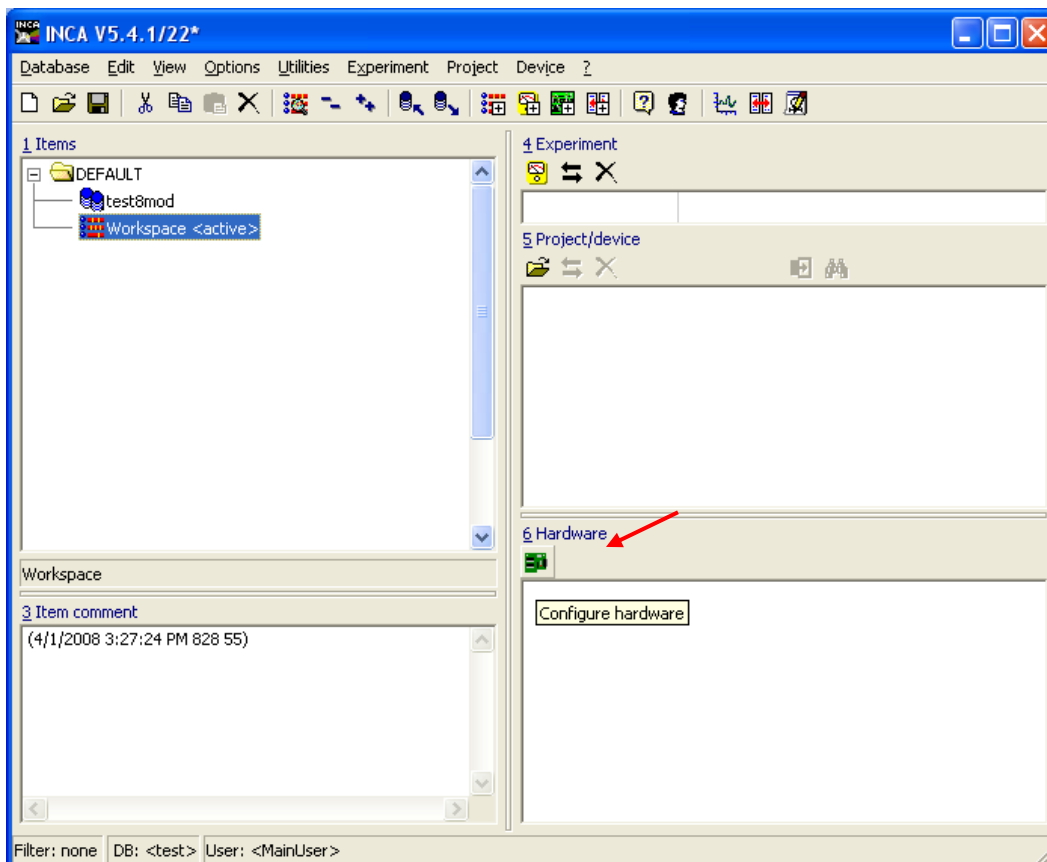 INCA V5.4.1/22*
Database Edit View Options Utilities Experiment Project Device ?
1 Items
DEFAULT
test8mod
Workspace <active>
Workspace
3 Item comment
(4/1/2008 3:27:24 PM 828 55)
4 Experiment
5 Project/device
6 Hardware
Configure hardware
Filter: none DB: <test> User: <MainUser>